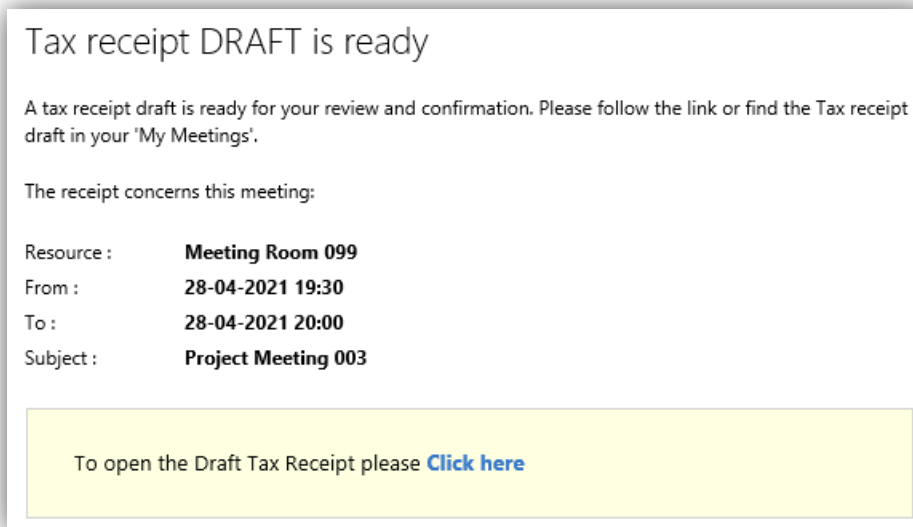 Tax receipt DRAFT is ready
A tax receipt draft is ready for your review and confirmation. Please follow the link or find the Tax receipt
draft in your 'My Meetings'.
The receipt concerns this meeting:
Resource : Meeting Room 099
From : 28-04-2021 19:30
To : 28-04-2021 20:00
Subject : Project Meeting 003
To open the Draft Tax Receipt please Click here